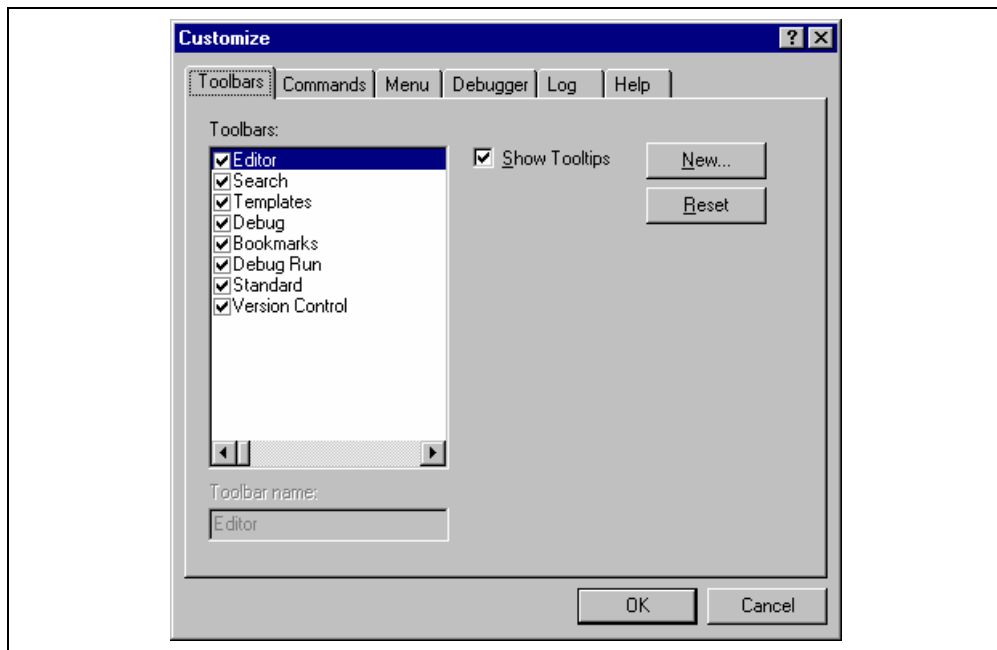 Customize
Toolbars Commands Menu Debugger Log Help
Toolbars:
Editor
Search
Templates
Debug
Bookmarks
Debug Run
Standard
Version Control
Show Tooltips
New...
Reset
Toolbar name:
Editor
OK Cancel